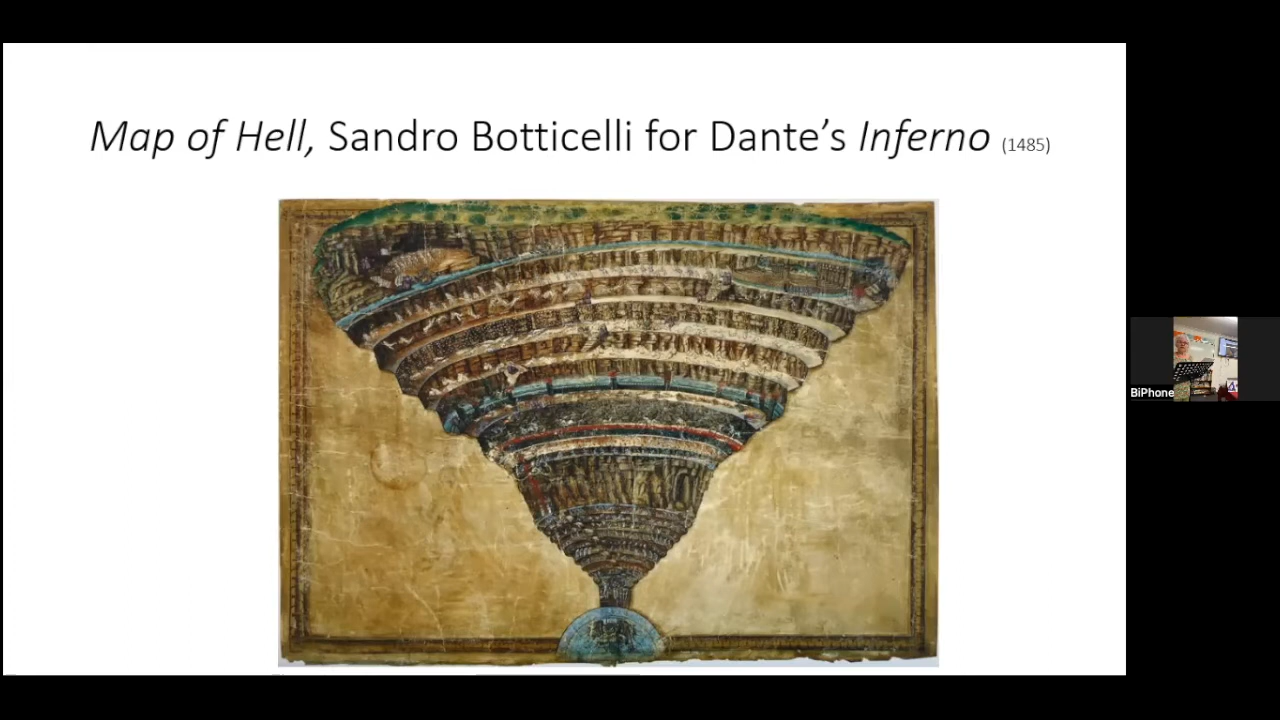 Map of Hell, Sandro Botticelli for Dante’s Inferno (1485)
BiPhone